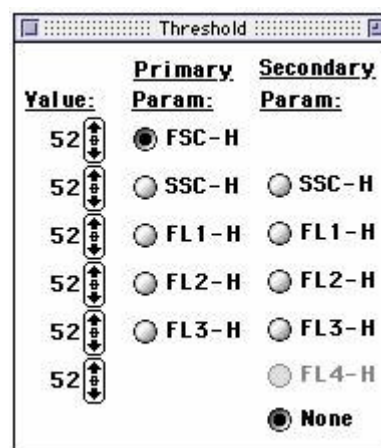 Threshold
Primary Secondary
Value: Param: Param:
52 FSC-H
52 SSC-H SSC-H
52 FL1-H FL1-H
52 FL2-H FL2-H
52 FL3-H FL3-H
52 FL4-H
None